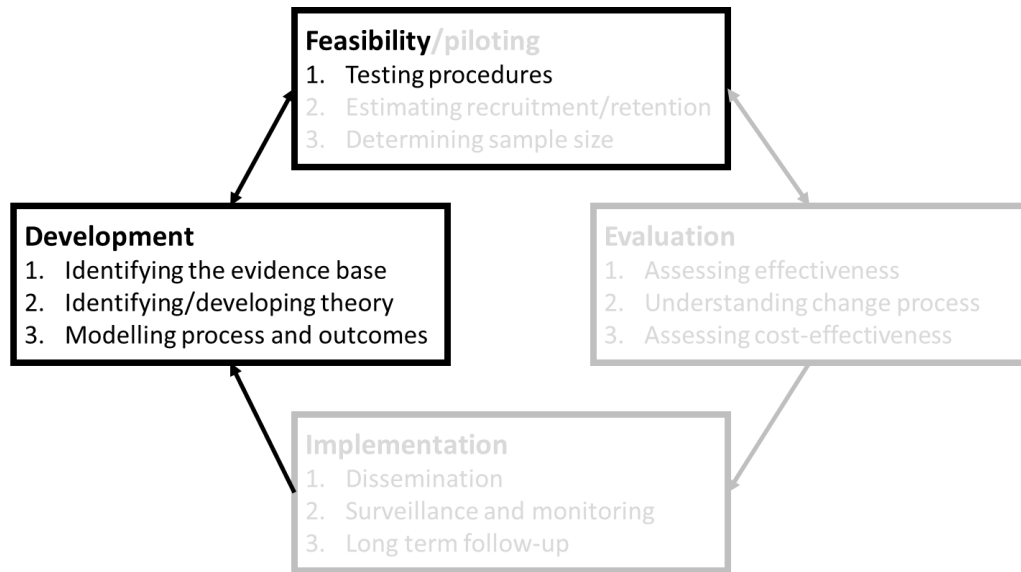 Feasibility/piloting
1. Testing procedures
2. Estimating recruitment/retention
3. Determining sample size
Development
1. Identifying the evidence base
2. Identifying/developing theory
3. Modelling process and outcomes
Evaluation
1. Assessing effectiveness
2. Understanding change process
3. Assessing cost-effectiveness
Implementation
1. Dissemination
2. Surveillance and monitoring
3. Long term follow-up